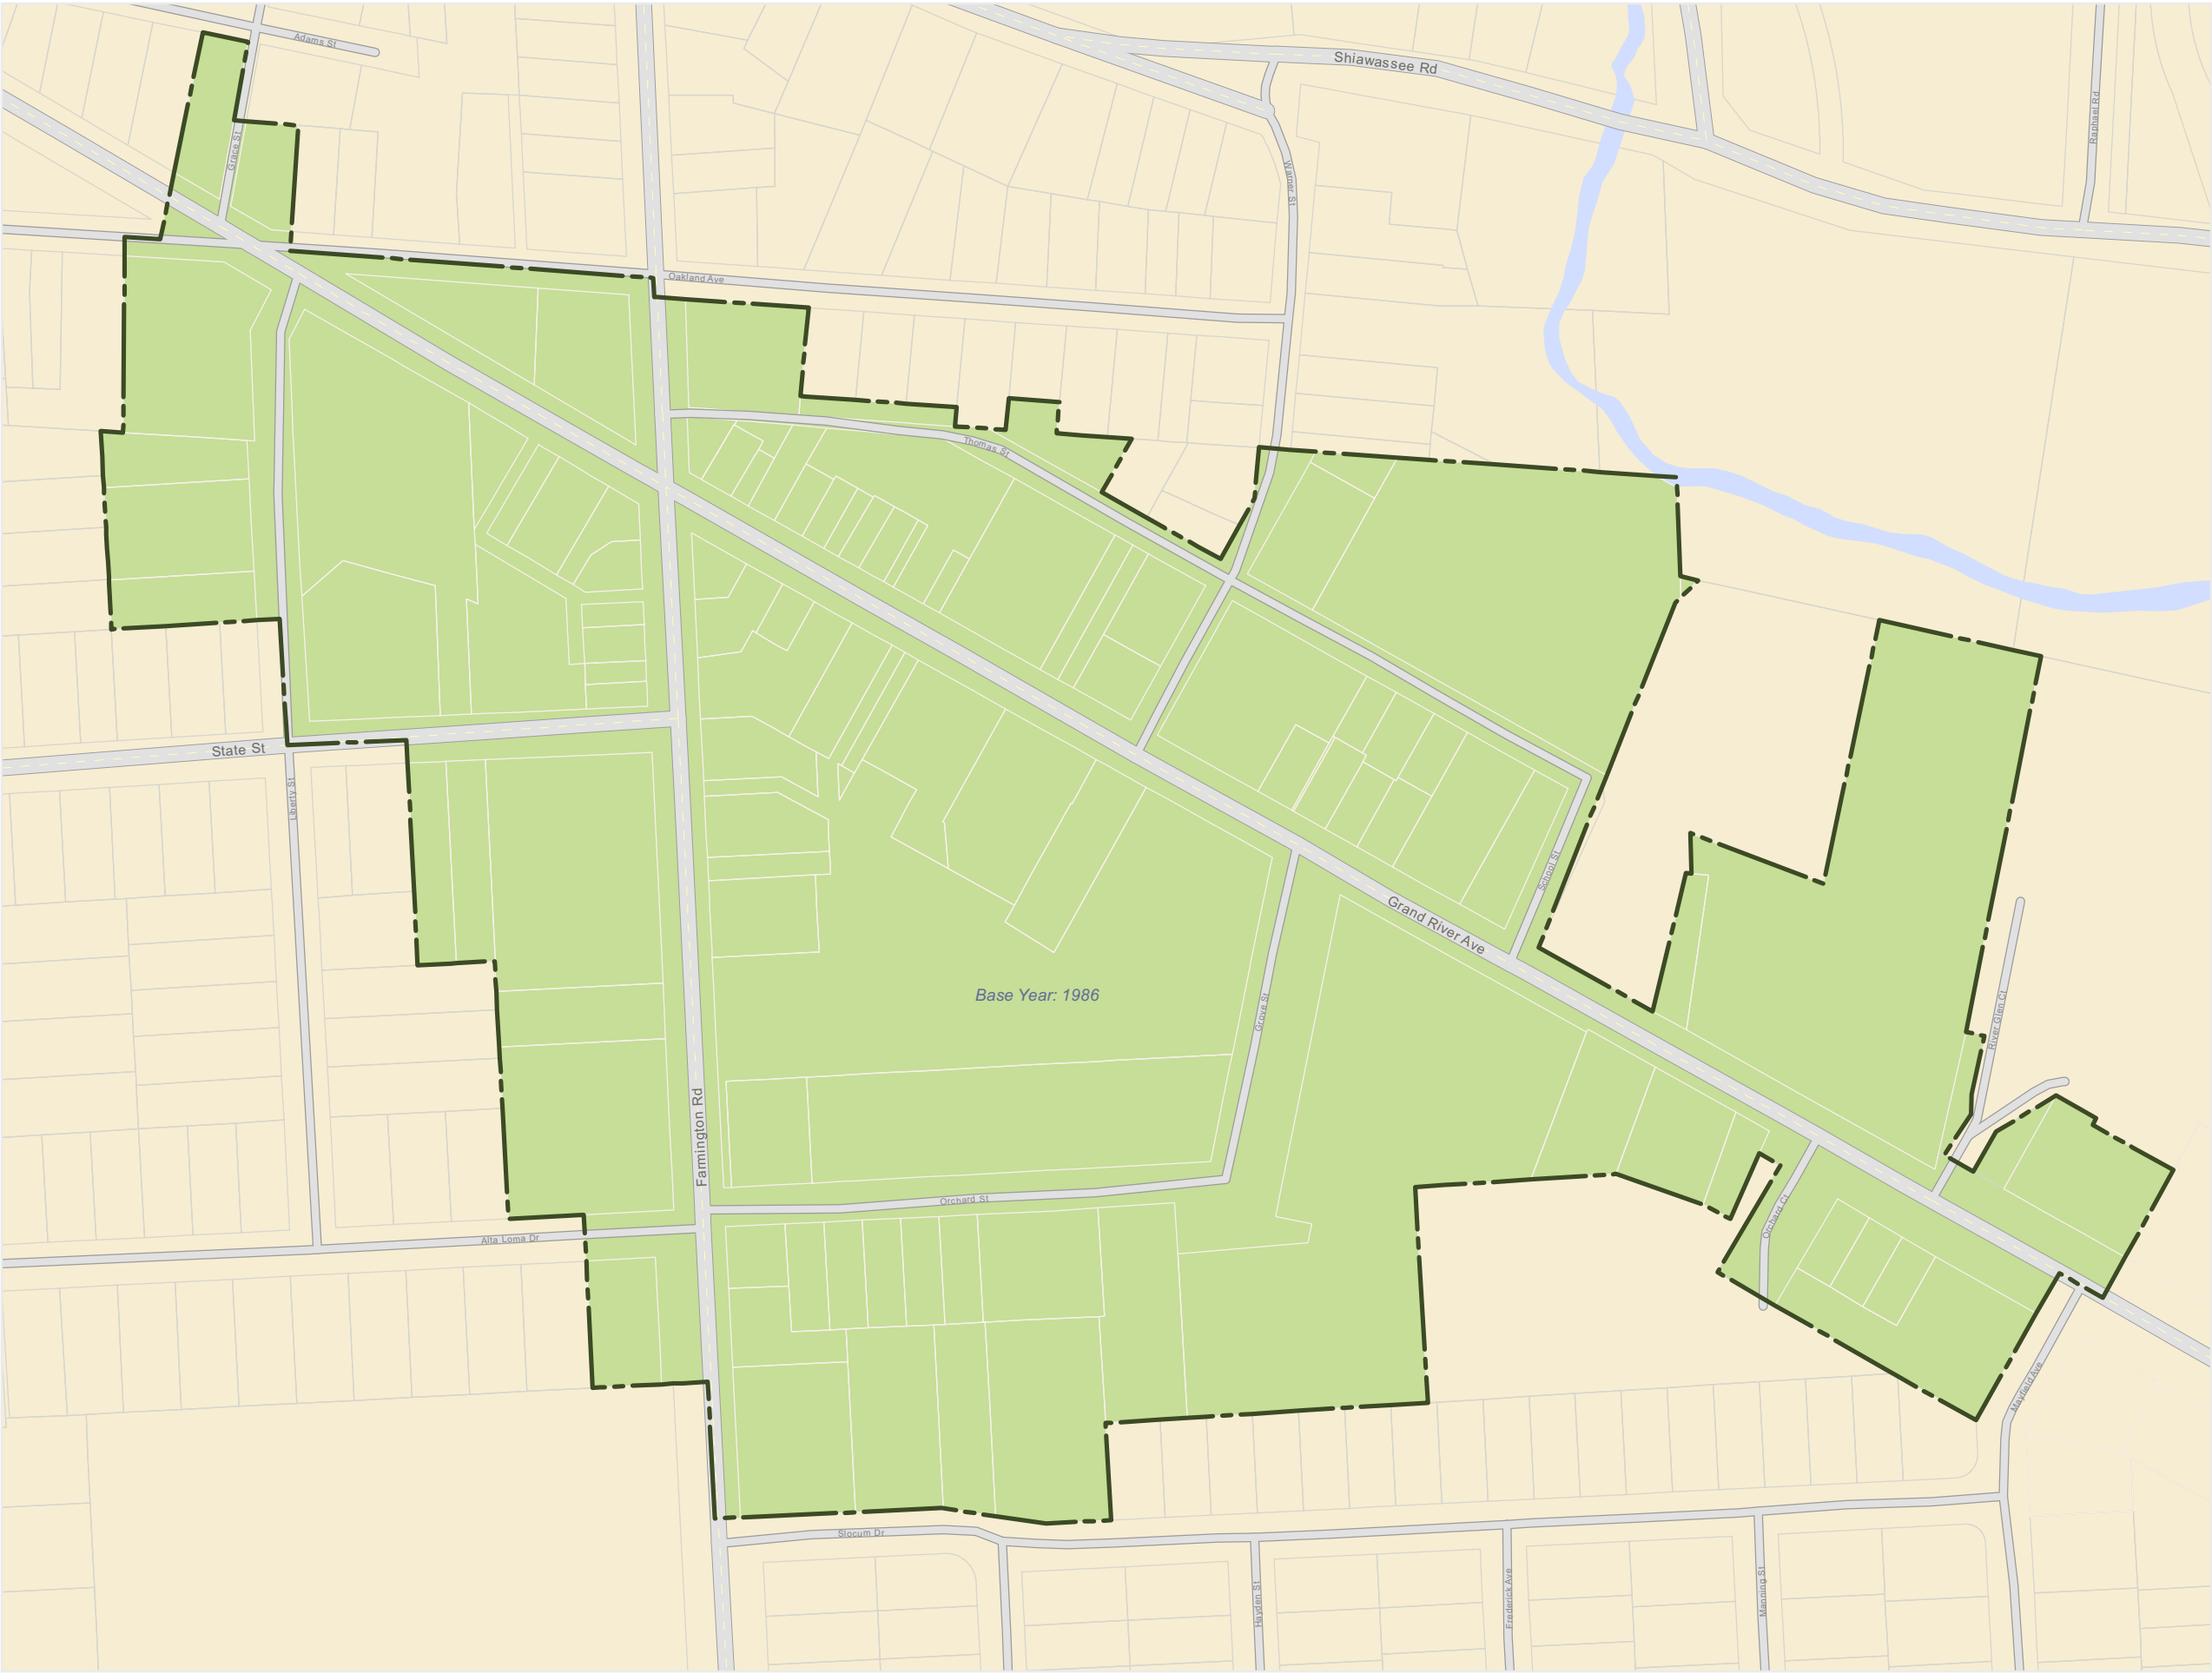 Adams St
Shiawassee Rd
Raphael Rd
Grace St
Warner St
Oakland Ave
Thomas St
State St
Liberty St
School St
Grand River Ave
Base Year: 1986
Grove St
River Glen Ct
Farmington Rd
Orchard St
Orchard Ct
Alta Loma Dr
Mayfield Ave
Slocum Dr
Hayden St
Frederick Ave
Manning St